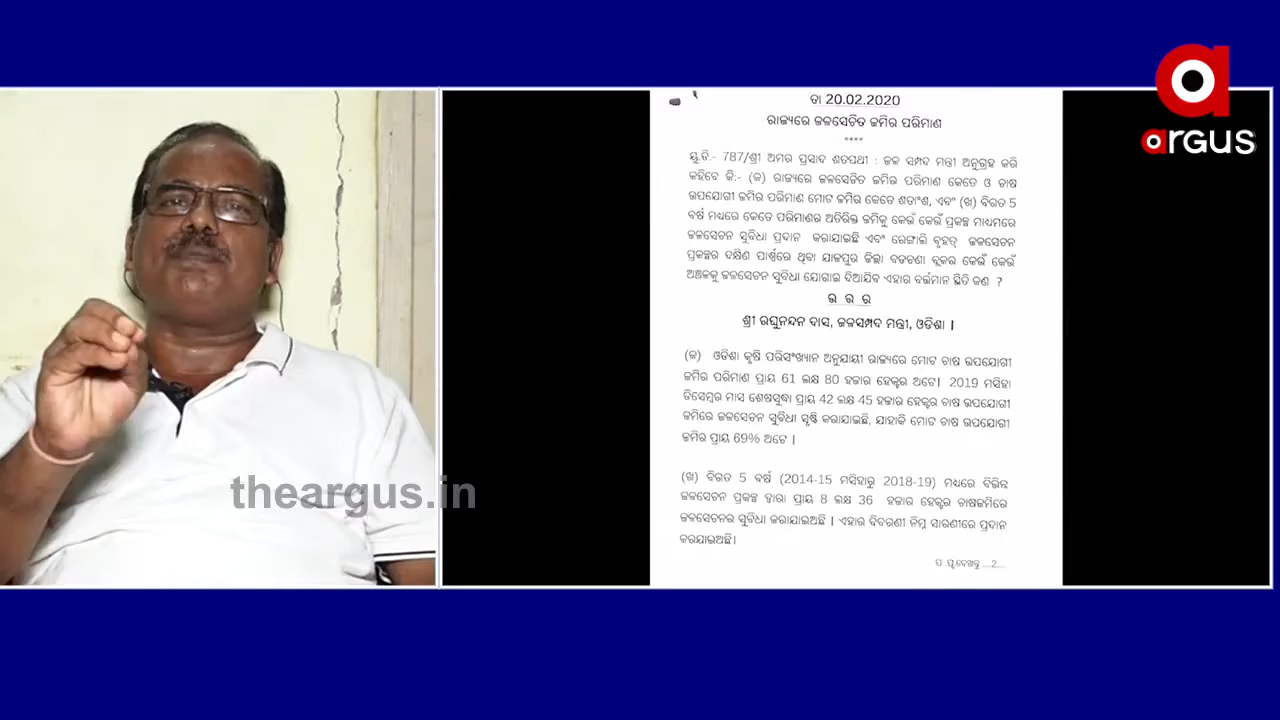 argus
ତା 20.02.2020
ରାଜ୍ୟରେ ଜଳସେଚିତ ଜମିର ପରିମାଣ
****
ୟୁ.ଡି.- 787/ଶ୍ରୀ ଅମର ପ୍ରସାଦ ଶତପଥୀ : ଜଳ ସମ୍ପଦ ମନ୍ତ୍ରୀ ଅନୁଗ୍ରହ କରି
କହିବେ କି:- (କ) ରାଜ୍ୟରେ ଜଳସେଚିତ ଜମିର ପରିମାଣ କେତେ ଓ ଚାଷ
ଉପଯୋଗୀ ଜମିର ପରିମାଣ ମୋଟ ଜମିର କେତେ ଶତାଂଶ, ଏବଂ (ଖ) ବିଗତ 5
ବର୍ଷ ମଧ୍ୟରେ କେତେ ପରିମାଣର ଅତିରିକ୍ତ ଜମିକୁ କେଉଁ କେଉଁ ପ୍ରକଳ୍ପ ମାଧ୍ୟମରେ
ଜଳସେଚନ ସୁବିଧା ପ୍ରଦାନ କରାଯାଇଛି ଏବଂ ରେଙ୍ଗାଲି ବୃହତ୍ ଜଳସେଚନ
ପ୍ରକଳ୍ପର ଦକ୍ଷିଣ ପାର୍ଶ୍ୱରେ ଥିବା ଯାଜପୁର ଜିଲ୍ଲା ବଡଚଣା ବ୍ଲକର କେଉଁ କେଉଁ
ଅଞ୍ଚଳକୁ ଜଳସେଚନ ସୁବିଧା ଯୋଗାଇ ଦିଆଯିବ ଏହାର ବର୍ତ୍ତମାନ ସ୍ଥିତି କଣ ?
ଉ ତ ର
ଶ୍ରୀ ରଘୁନନ୍ଦନ ଦାସ, ଜଳସମ୍ପଦ ମନ୍ତ୍ରୀ, ଓଡିଶା ।
(କ) ଓଡିଶା କୃଷି ପରିସଂଖ୍ୟାନ ଅନୁଯାୟୀ ରାଜ୍ୟରେ ମୋଟ ଚାଷ ଉପଯୋଗୀ
ଜମିର ପରିମାଣ ପ୍ରାୟ 61 ଲକ୍ଷ 80 ହଜାର ହେକ୍ଟର ଅଟେ। 2019 ମସିହା
ଡିସେମ୍ବର ମାସ ଶେଷସୁଦ୍ଧା ପ୍ରାୟ 42 ଲକ୍ଷ 45 ହଜାର ହେକ୍ଟର ଚାଷ ଉପଯୋଗୀ
ଜମିରେ ଜଳସେଚନ ସୁବିଧା ସୃଷ୍ଟି କରାଯାଇଛି, ଯାହାକି ମୋଟ ଚାଷ ଉପଯୋଗୀ
ଜମିର ପ୍ରାୟ 69% ଅଟେ ।
(ଖ) ବିଗତ 5 ବର୍ଷ (2014-15 ମସିହାରୁ 2018-19) ମଧ୍ୟରେ ବିଭିନ୍ନ
ଜଳସେଚନ ପ୍ରକଳ୍ପ ଦ୍ୱାରା ପ୍ରାୟ 8 ଲକ୍ଷ 36 ହଜାର ହେକ୍ଟର ଚାଷଜମିରେ
ଜଳସେଚନର ସୁବିଧା କରାଯାଇଅଛି । ଏହାର ବିବରଣୀ ନିମ୍ନ ସାରଣୀରେ ପ୍ରଦାନ
କରଯାଇଅଛି।
ପ .ପୃ ଦେଖନ୍ତୁ ....2....
theargus.in